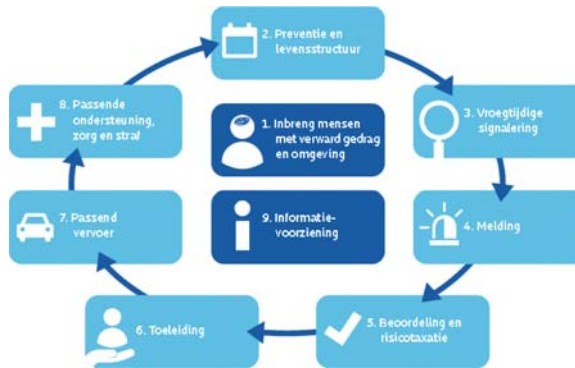 2. Preventie en
levensstructuur
8. Passende
ondersteuning,
zorg en straf
1. Inbreng mensen
met verward gedrag
en omgeving
3. Vroegtijdige
signalering
7. Passend
vervoer
9. Informatie-
voorziening
4. Melding
6. Toeleiding
5. Beoordeling en
risicotaxatie